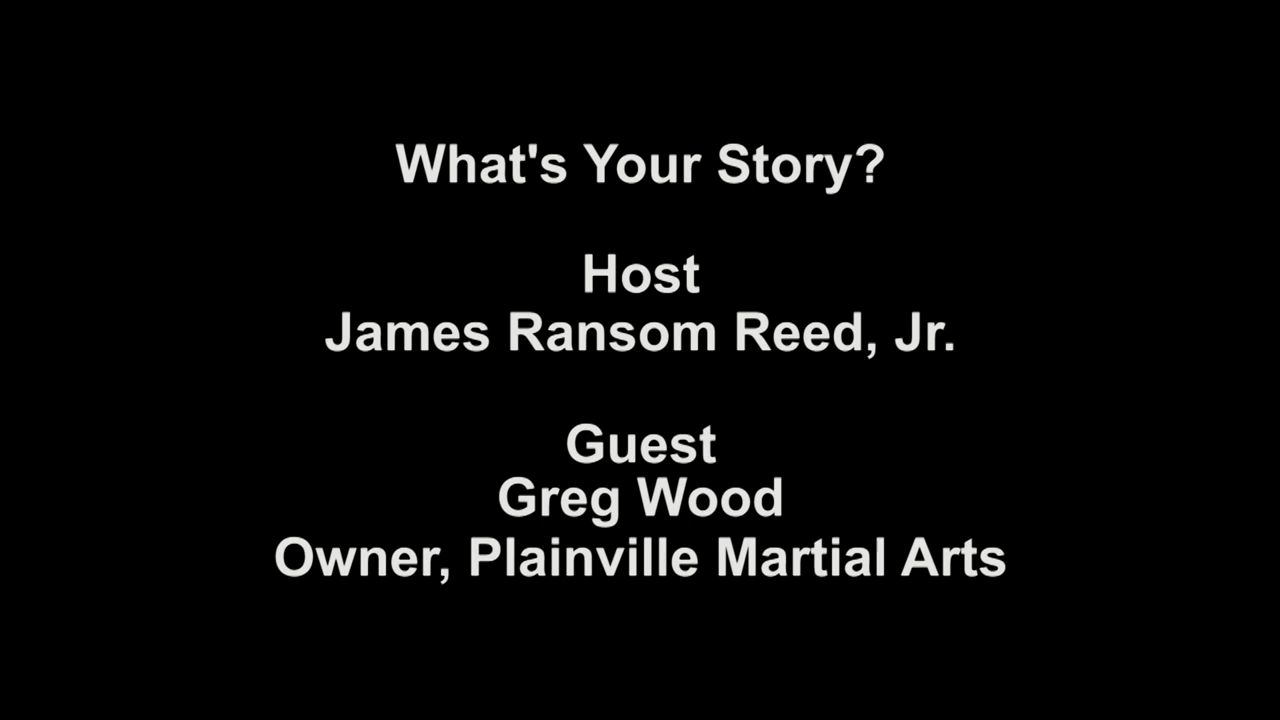 What's Your Story?
Host
James Ransom Reed, Jr.
Guest
Greg Wood
Owner, Plainville Martial Arts